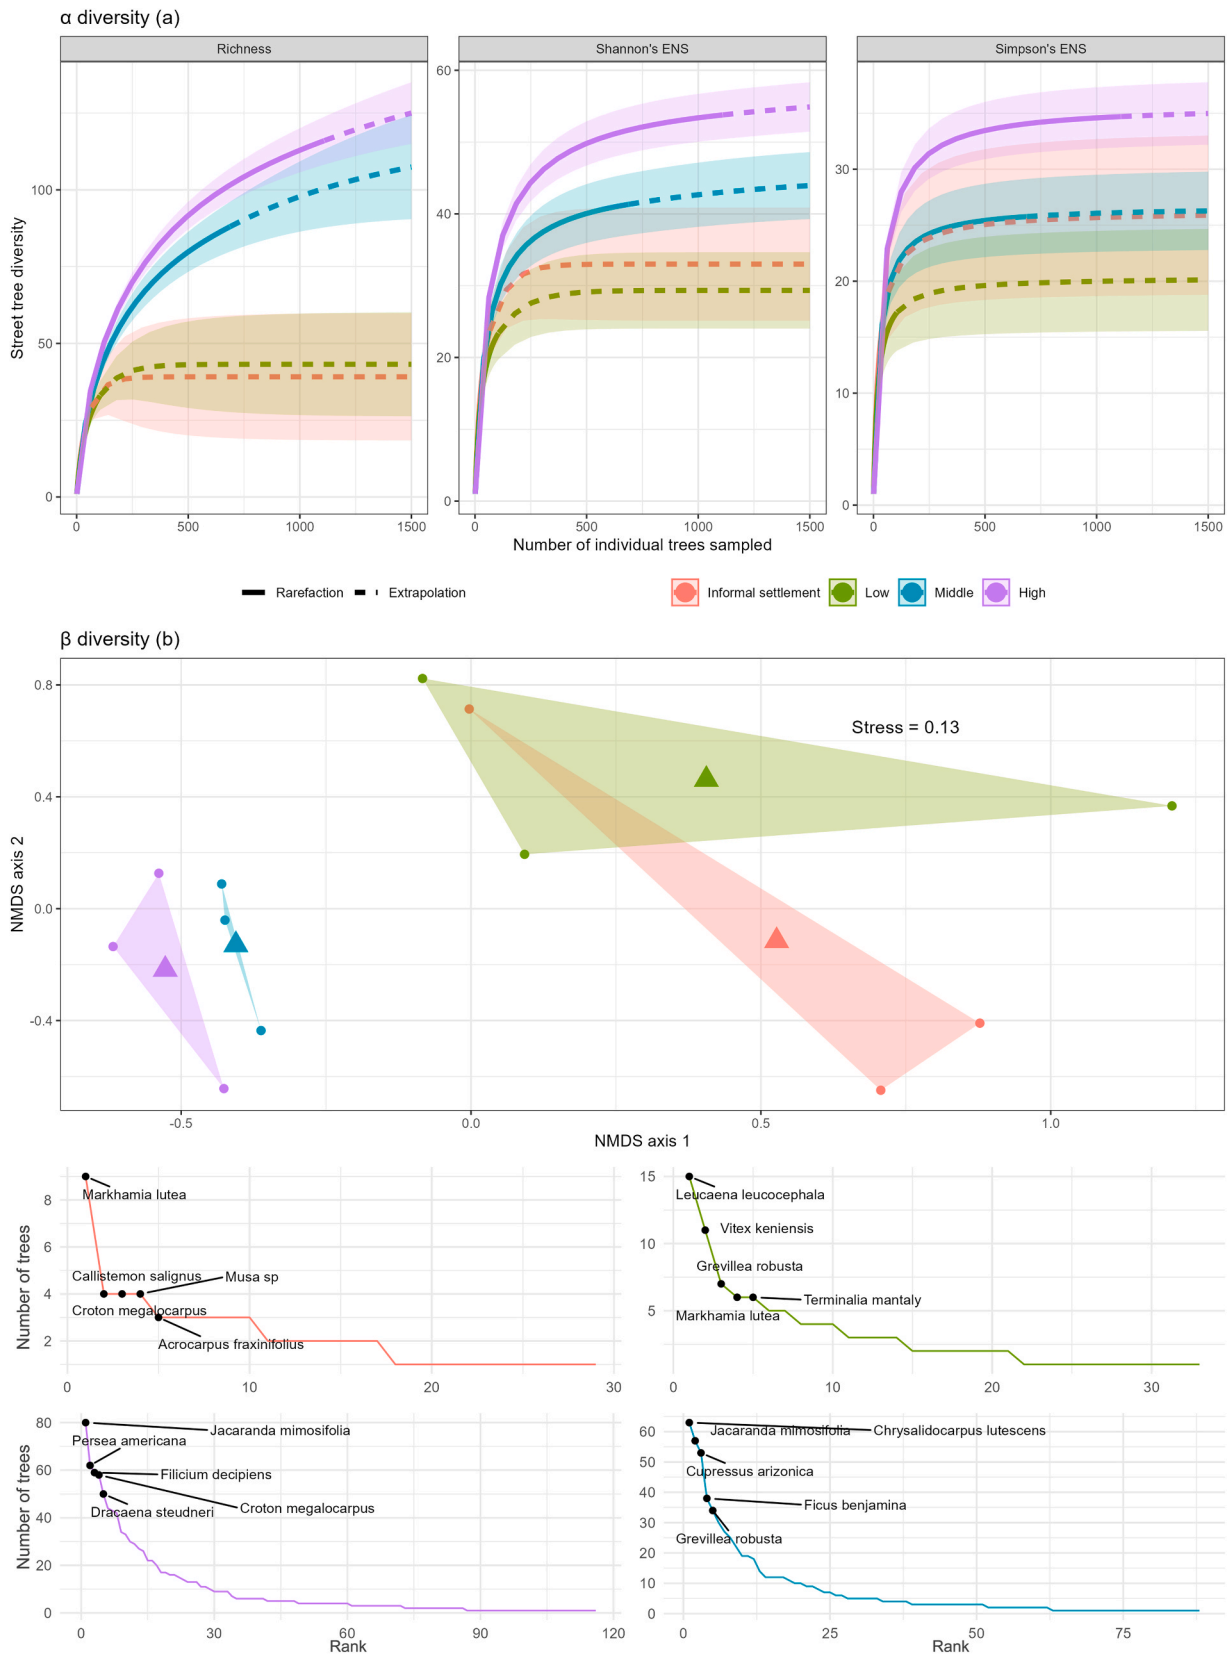 α diversity (a)
Richness
Shannon's ENS
Simpson's ENS
Street tree diversity
100
50
0
60
40
20
0
30
20
10
0
0 500 1000 1500
0 500 1000 1500
0 500 1000 1500
Number of individual trees sampled
Rarefaction Extrapolation
Informal settlement Low Middle High
β diversity (b)
NMDS axis 2
0.8
0.4
0.0
-0.4
Stress = 0.13
-0.5 0.0 0.5 1.0
NMDS axis 1
Number of trees
8
6
4
2
Markhamia lutea
Callistemon salignus
Musa sp
Croton megalocarpus
Acrocarpus fraxinifolius
0 10 20 30
15
10
5
Leucaena leucocephala
Vitex keniensis
Grevillea robusta
Terminalia mantaly
Markhamia lutea
0 10 20 30
Number of trees
80
60
40
20
0
Jacaranda mimosifolia
Persea americana
Filicium decipiens
Croton megalocarpus
Dracaena steudneri
0 30 60 90 120
Rank
60
50
40
30
20
10
0
Jacaranda mimosifolia
Chrysalidocarpus lutescens
Cupressus arizonica
Ficus benjamina
Grevillea robusta
0 25 50 75
Rank